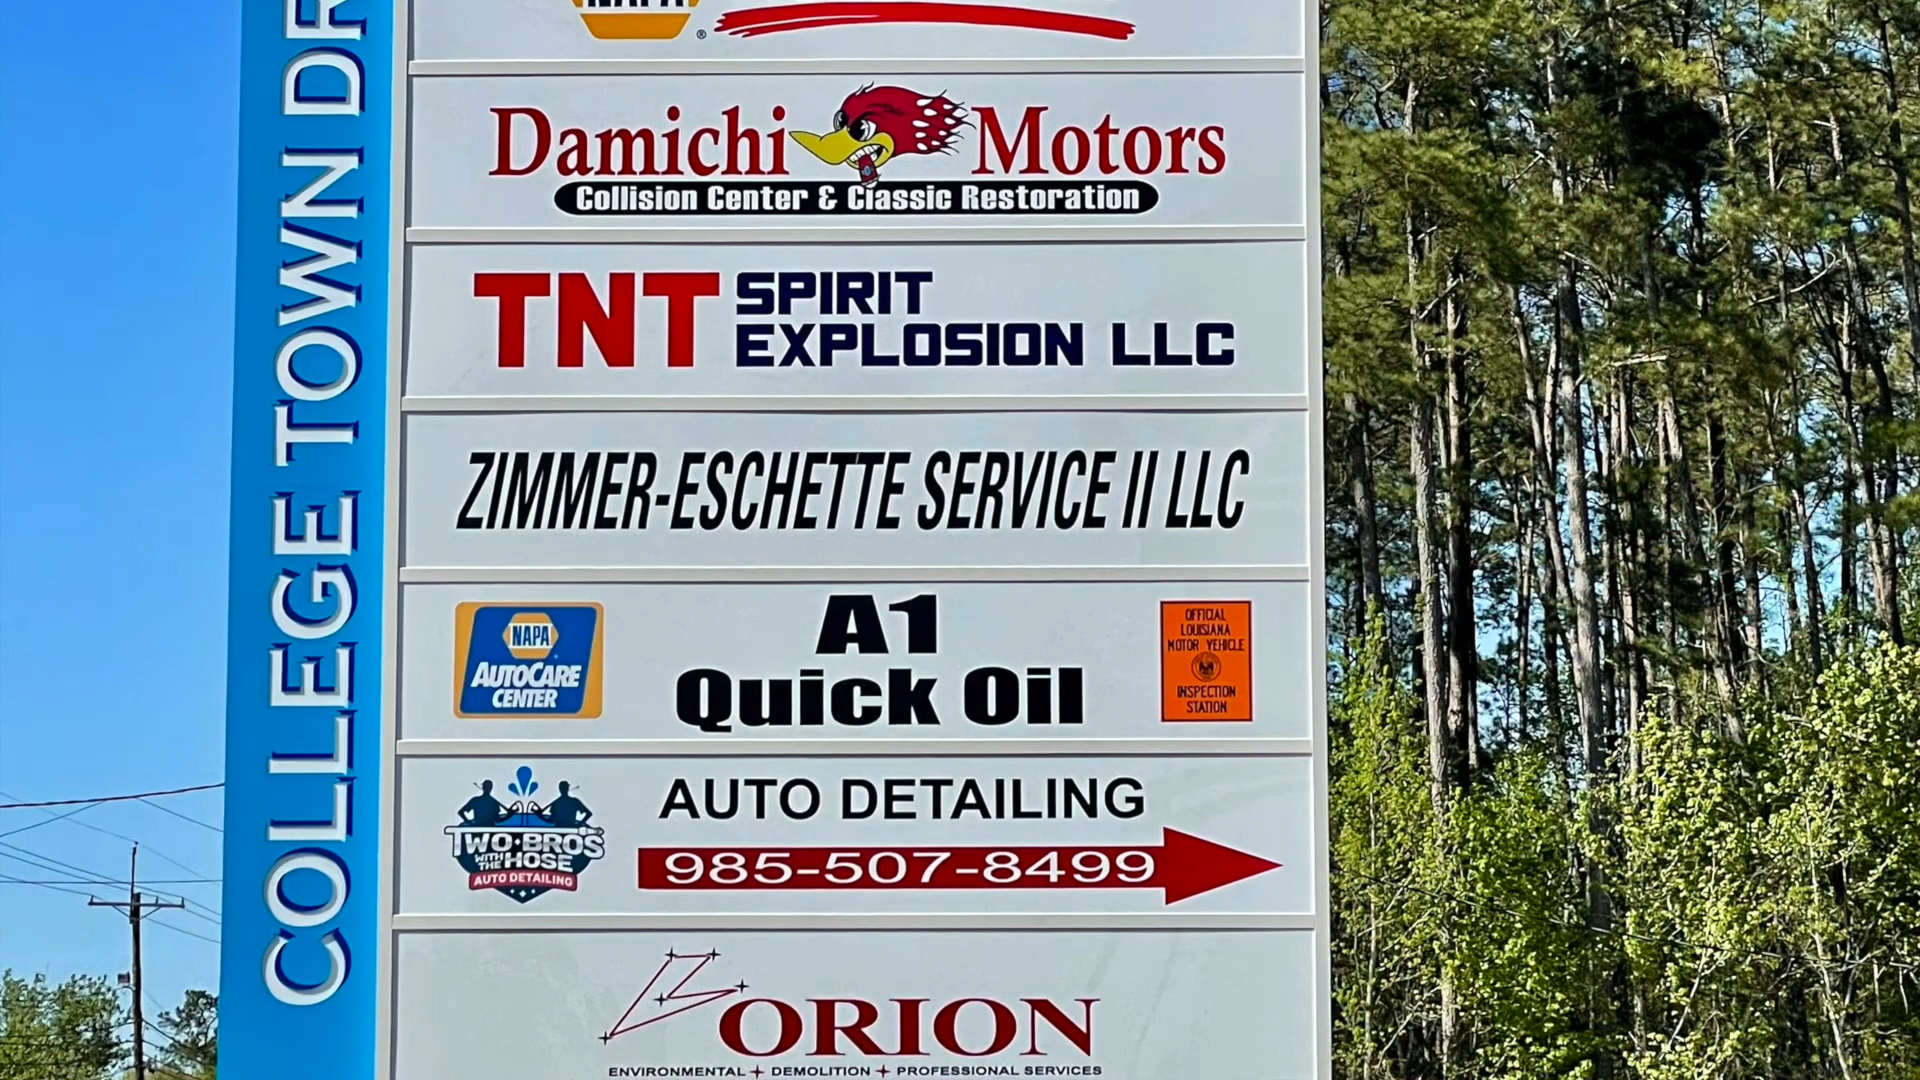 COLLEGE TOWN DR
NAPA
Damichi Motors
Collision Center & Classic Restoration
TNT SPIRIT
EXPLOSION LLC
ZIMMER-ESCHETTE SERVICE II LLC
NAPA
AUTOCARE
CENTER
A1
Quick Oil
OFFICIAL
LOUISIANA
MOTOR VEHICLE
INSPECTION
STATION
TWO·BROS
WITH THE HOSE
AUTO DETAILING
AUTO DETAILING
985-507-8499
ORION
ENVIRONMENTAL + DEMOLITION + PROFESSIONAL SERVICES